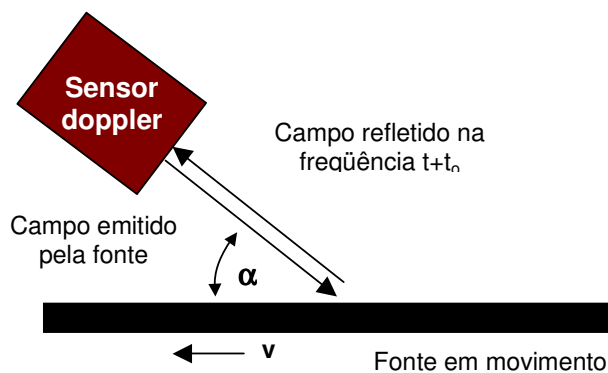 Sensor
doppler
Campo refletido na
freqüência t+t₀
Campo emitido
pela fonte
α
v
Fonte em movimento